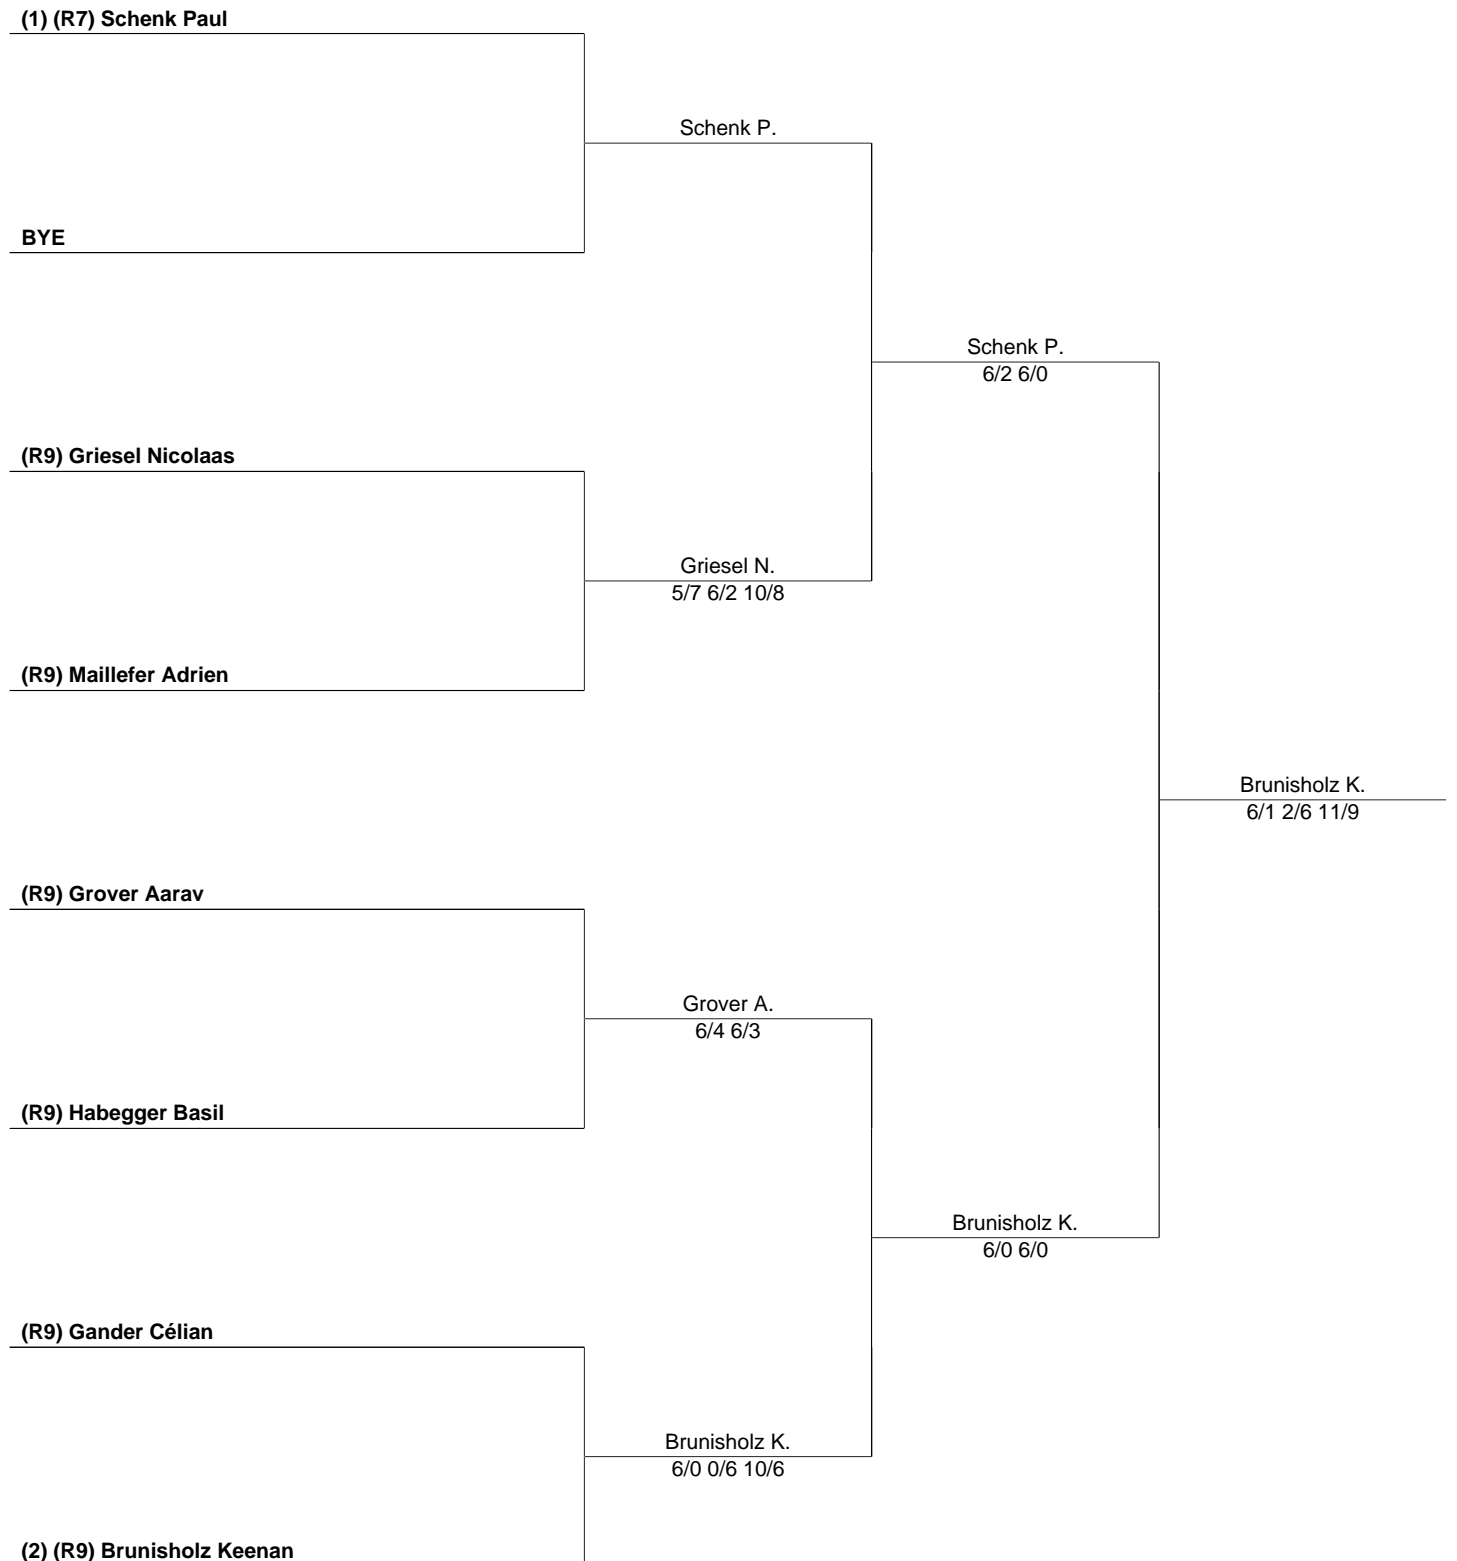 (1) (R7) Schenk Paul
Schenk P.
BYE
Schenk P.
6/2 6/0
(R9) Griesel Nicolaas
Griesel N.
5/7 6/2 10/8
(R9) Maillefer Adrien
Brunisholz K.
6/1 2/6 11/9
(R9) Grover Aarav
Grover A.
6/4 6/3
(R9) Habegger Basil
Brunisholz K.
6/0 6/0
(R9) Gander Célian
Brunisholz K.
6/0 0/6 10/6
(2) (R9) Brunisholz Keenan